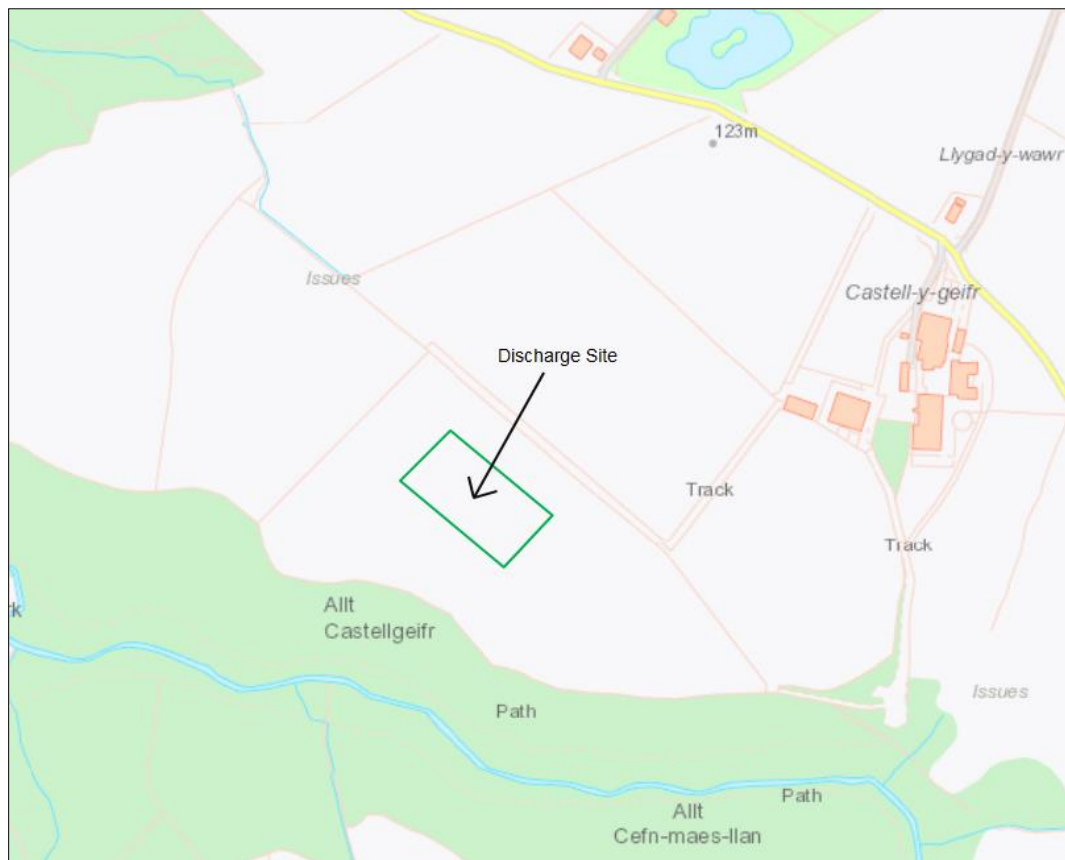 123m
Llygad-y-wawr
Issues
Castell-y-geifr
Discharge Site
Track
Track
Allt
Castellgeifr
Issues
Path
Path
Allt
Cefn-maes-llan